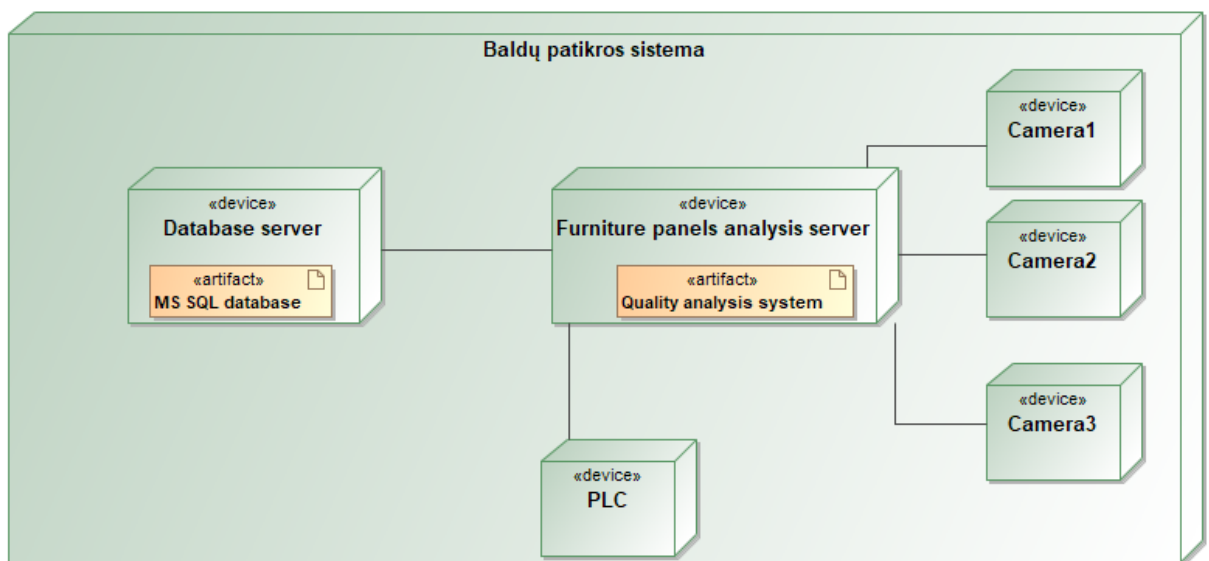 Baldų patikros sistema
«device»
Camera1
«device»
Database server
«artifact»
MS SQL database
«device»
Furniture panels analysis server
«artifact»
Quality analysis system
«device»
Camera2
«device»
Camera3
«device»
PLC